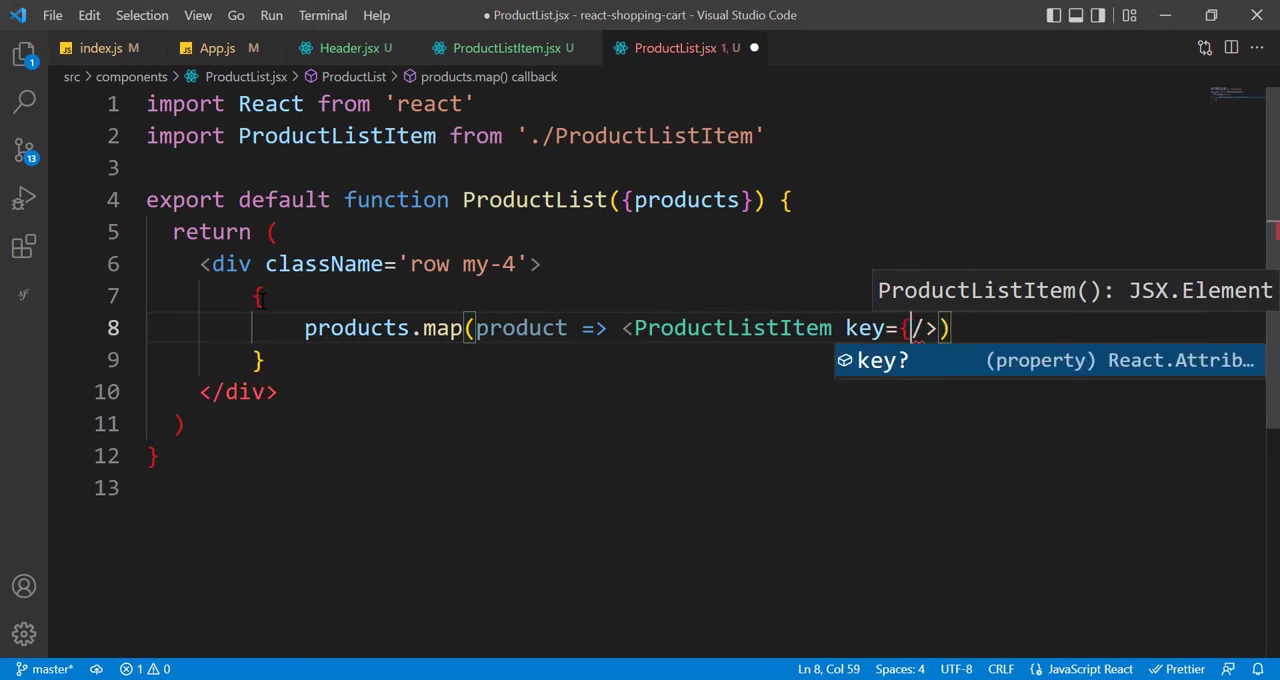 File Edit Selection View Go Run Terminal Help ● ProductList.jsx - react-shopping-cart - Visual Studio Code
JS index.js M JS App.js M Header.jsx U ProductListItem.jsx U ProductList.jsx 1, U ●
1
src > components > ProductList.jsx > ProductList > products.map() callback
1 import React from 'react'
2 import ProductListItem from './ProductListItem'
3
13
4 export default function ProductList({products}) {
5 return (
6 <div className='row my-4'>
7 {
ProductListItem(): JSX.Element
8 products.map(product => <ProductListItem key={/>)
key? (property) React.Attrib…
9 }
10 </div>
11 )
12 }
13
master* 1 0 Ln 8, Col 59 Spaces: 4 UTF-8 CRLF JavaScript React Prettier